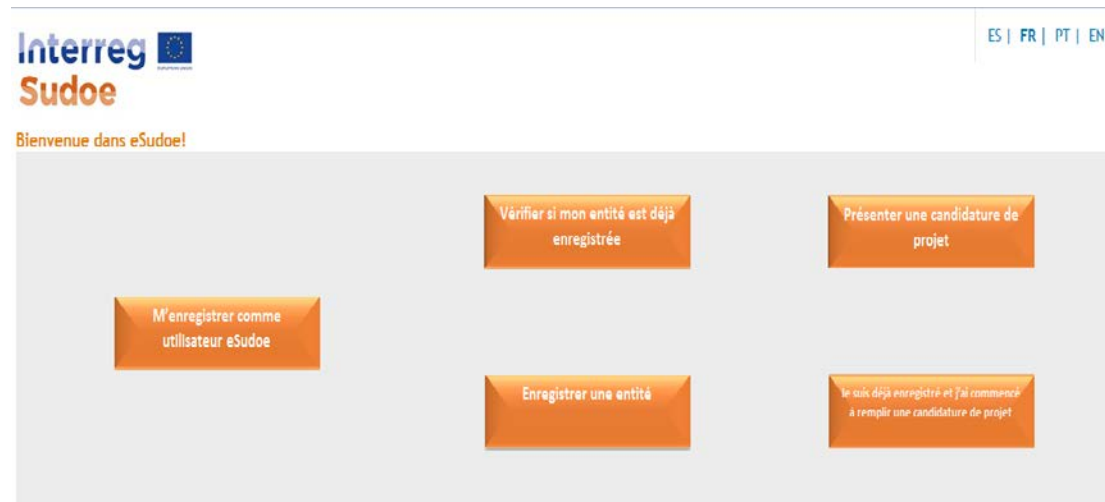 Interreg
Sudoe
ES | FR | PT | EN
Bienvenue dans eSudoe!
Vérifier si mon entité est déjà
enregistrée
Présenter une candidature de
projet
M'enregistrer comme
utilisateur eSudoe
Enregistrer une entité
Je suis déjà enregistré et j'ai commencé
à remplir une candidature de projet